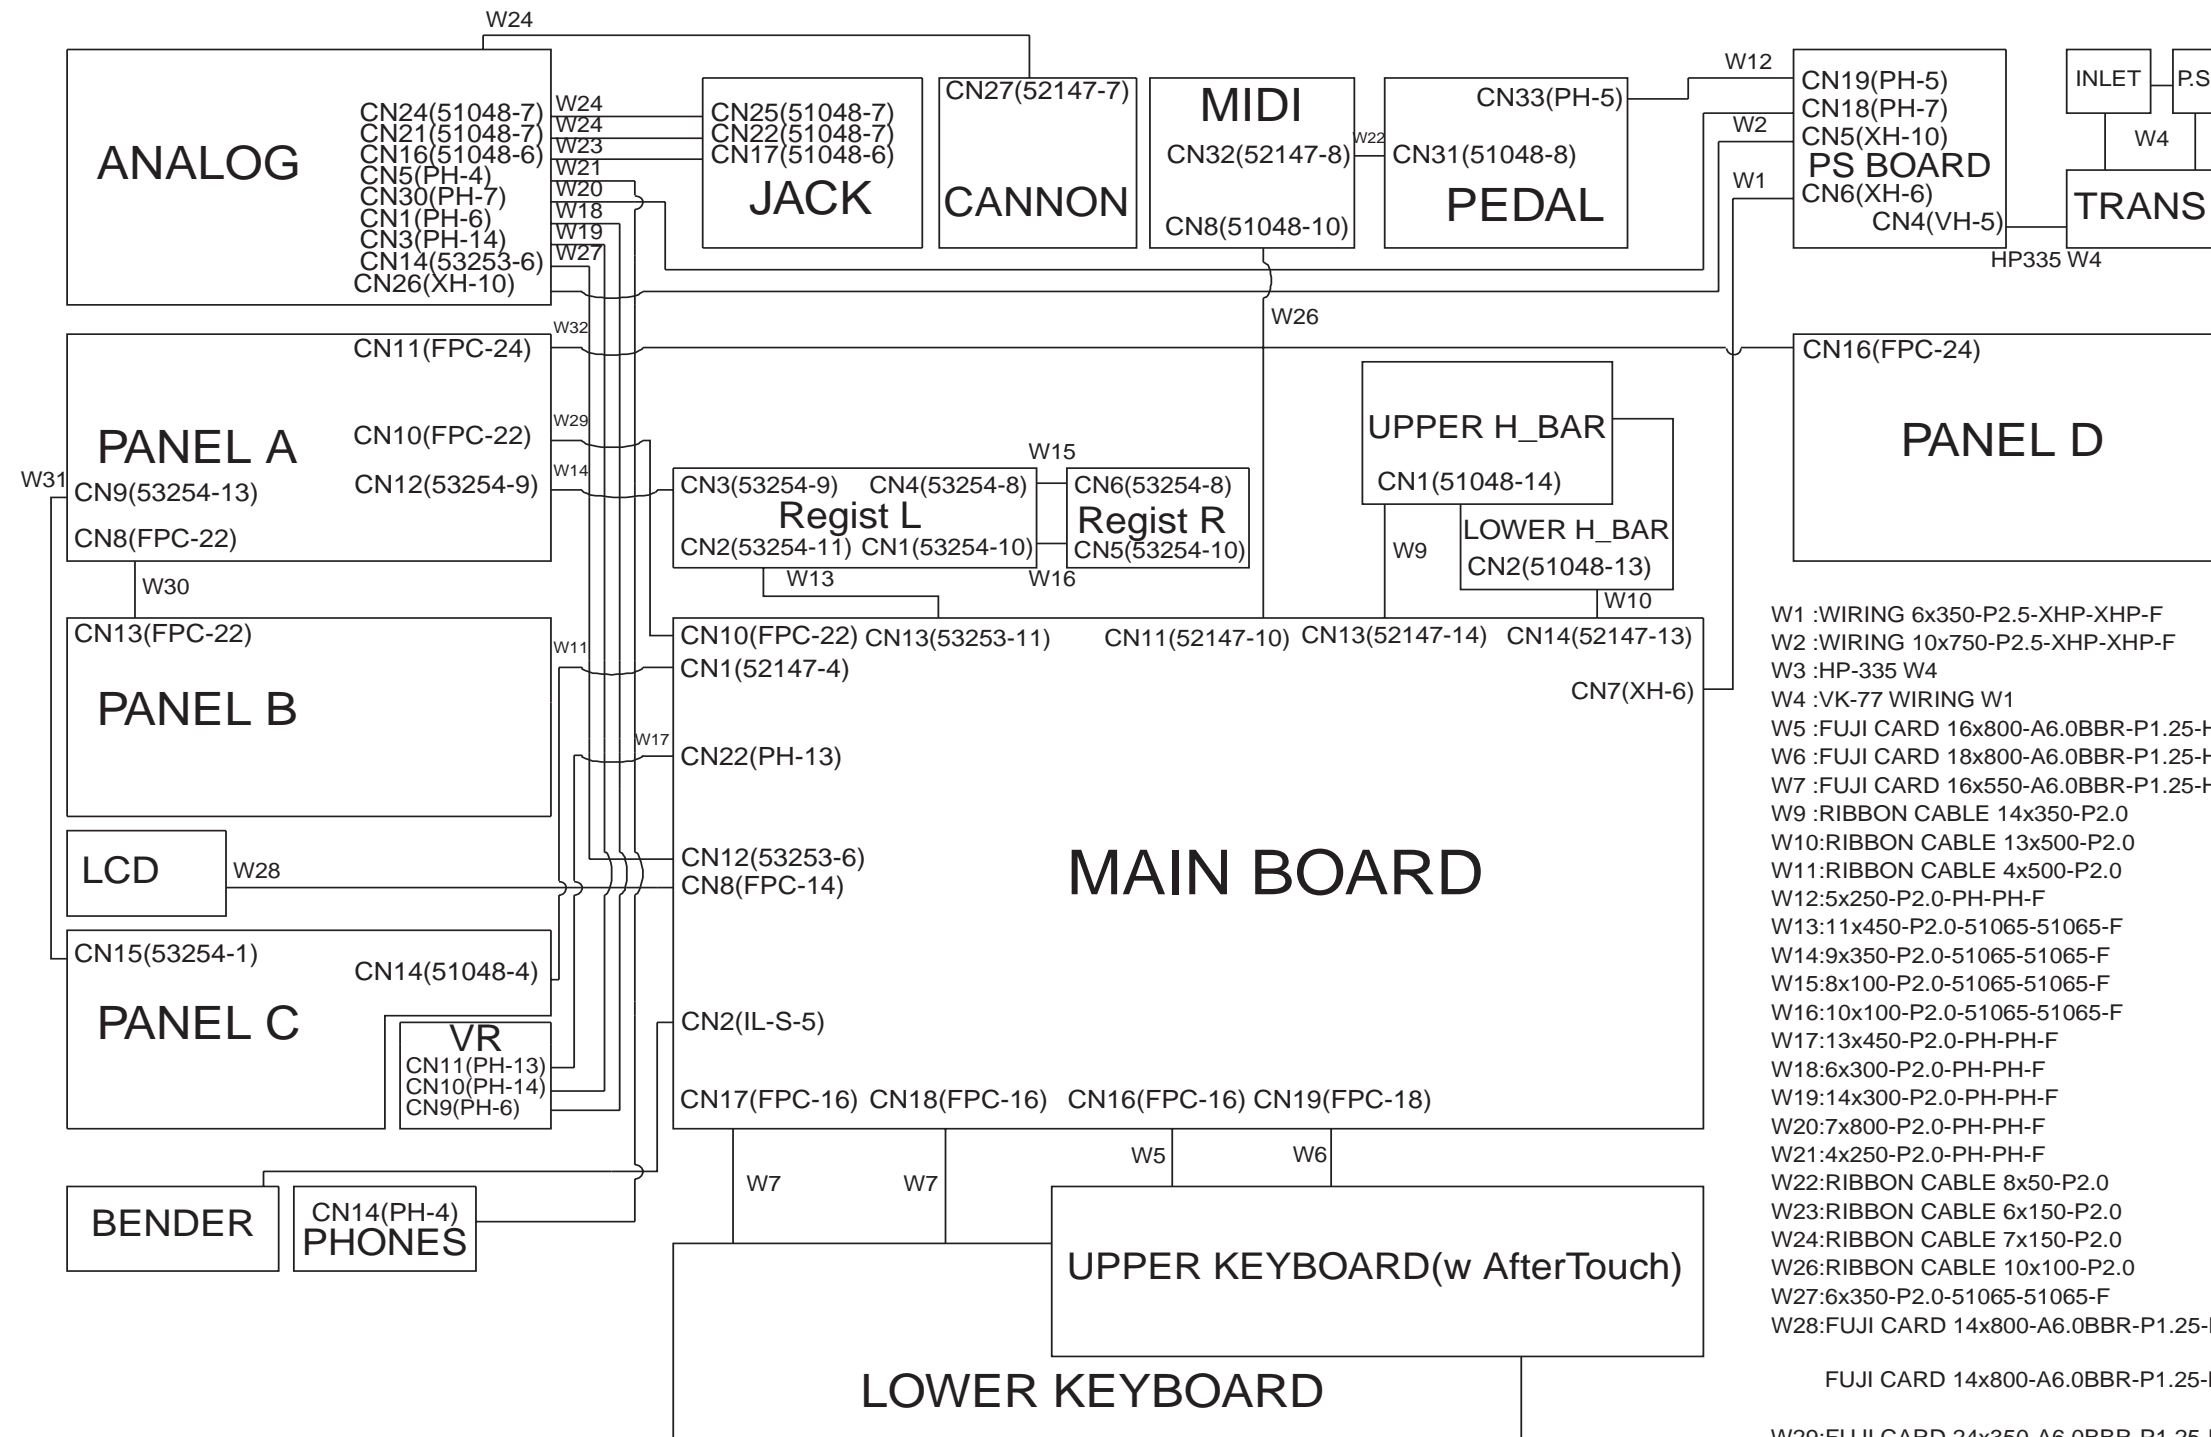 W24
ANALOG
CN24(51048-7)
CN21(51048-7)
CN16(51048-6)
CN5(PH-4)
CN30(PH-7)
CN1(PH-6)
CN3(PH-14)
CN14(53253-6)
CN26(XH-10)
W24
W24
W23
W21
W20
W18
W19
W27
CN25(51048-7)
CN22(51048-7)
CN17(51048-6)
JACK
CN27(52147-7)
CANNON
MIDI
CN32(52147-8)
CN8(51048-10)
W22
CN33(PH-5)
CN31(51048-8)
PEDAL
W12
W2
W1
CN19(PH-5)
CN18(PH-7)
CN5(XH-10)
PS BOARD
CN6(XH-6)
CN4(VH-5)
INLET
P.S
W4
TRANS
HP335 W4
W26
W32
CN11(FPC-24)
CN10(FPC-22)
PANEL A
CN12(53254-9)
CN9(53254-13)
CN8(FPC-22)
W29
W14
W31
W30
CN16(FPC-24)
PANEL D
UPPER H_BAR
CN1(51048-14)
LOWER H_BAR
CN2(51048-13)
W9
W10
W15
CN3(53254-9) CN4(53254-8)
Regist L
CN2(53254-11) CN1(53254-10)
CN6(53254-8)
Regist R
CN5(53254-10)
W13
W16
CN13(FPC-22)
PANEL B
W11
W17
LCD
W28
CN15(53254-1)
CN14(51048-4)
PANEL C
VR
CN11(PH-13)
CN10(PH-14)
CN9(PH-6)
BENDER
CN14(PH-4)
PHONES
CN10(FPC-22) CN13(53253-11) CN11(52147-10) CN13(52147-14) CN14(52147-13)
CN1(52147-4)
CN7(XH-6)
CN22(PH-13)
CN12(53253-6)
CN8(FPC-14)
MAIN BOARD
CN2(IL-S-5)
CN17(FPC-16) CN18(FPC-16) CN16(FPC-16) CN19(FPC-18)
W7
W7
W5
W6
UPPER KEYBOARD(w AfterTouch)
LOWER KEYBOARD
W1 :WIRING 6x350-P2.5-XHP-XHP-F
W2 :WIRING 10x750-P2.5-XHP-XHP-F
W3 :HP-335 W4
W4 :VK-77 WIRING W1
W5 :FUJI CARD 16x800-A6.0BBR-P1.25-H
W6 :FUJI CARD 18x800-A6.0BBR-P1.25-H
W7 :FUJI CARD 16x550-A6.0BBR-P1.25-H
W9 :RIBBON CABLE 14x350-P2.0
W10:RIBBON CABLE 13x500-P2.0
W11:RIBBON CABLE 4x500-P2.0
W12:5x250-P2.0-PH-PH-F
W13:11x450-P2.0-51065-51065-F
W14:9x350-P2.0-51065-51065-F
W15:8x100-P2.0-51065-51065-F
W16:10x100-P2.0-51065-51065-F
W17:13x450-P2.0-PH-PH-F
W18:6x300-P2.0-PH-PH-F
W19:14x300-P2.0-PH-PH-F
W20:7x800-P2.0-PH-PH-F
W21:4x250-P2.0-PH-PH-F
W22:RIBBON CABLE 8x50-P2.0
W23:RIBBON CABLE 6x150-P2.0
W24:RIBBON CABLE 7x150-P2.0
W26:RIBBON CABLE 10x100-P2.0
W27:6x350-P2.0-51065-51065-F
W28:FUJI CARD 14x800-A6.0BBR-P1.25-
FUJI CARD 14x800-A6.0BBR-P1.25-
W29:FUJI CARD 24x350-A6.0BBR-P1.25-